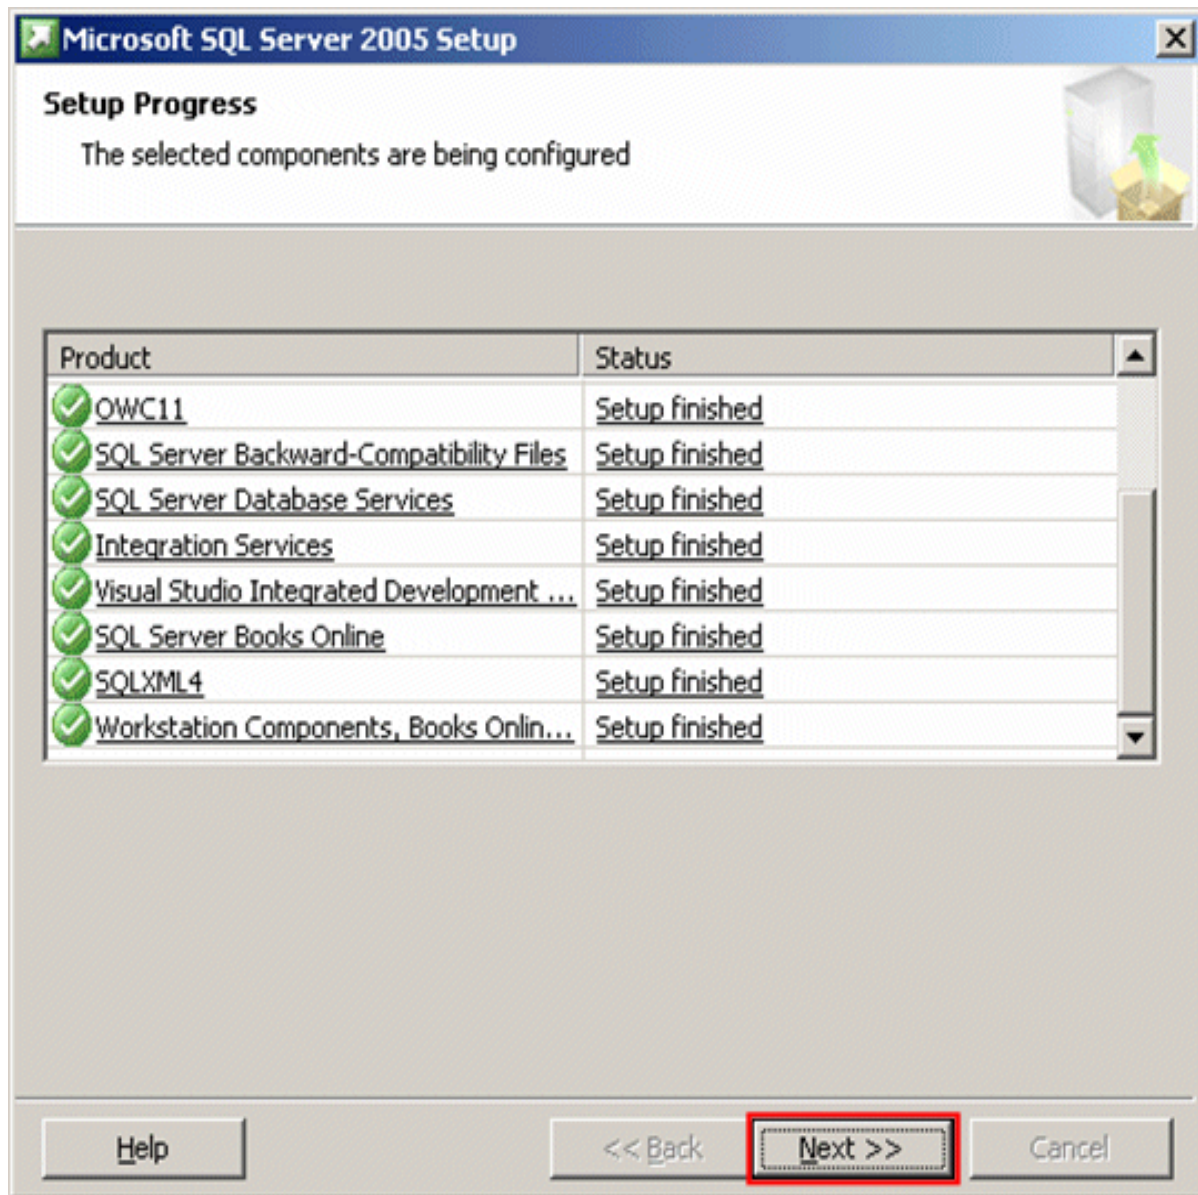 Microsoft SQL Server 2005 Setup
Setup Progress
The selected components are being configured
Product Status
OWC11 Setup finished
SQL Server Backward-Compatibility Files Setup finished
SQL Server Database Services Setup finished
Integration Services Setup finished
Visual Studio Integrated Development ... Setup finished
SQL Server Books Online Setup finished
SQLXML4 Setup finished
Workstation Components, Books Onlin... Setup finished
Help << Back Next >> Cancel